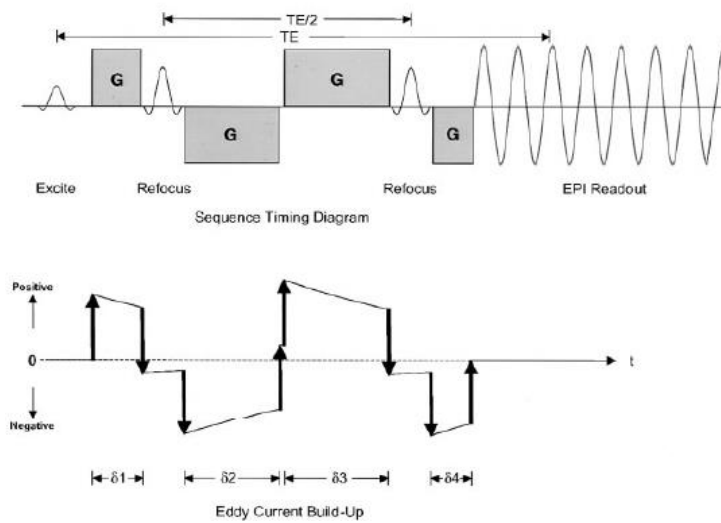 TE/2
TE
G
G
G
G
Excite
Refocus
Refocus
EPI Readout
Sequence Timing Diagram
Positive
0
t
Negative
δ1
δ2
δ3
δ4
Eddy Current Build-Up